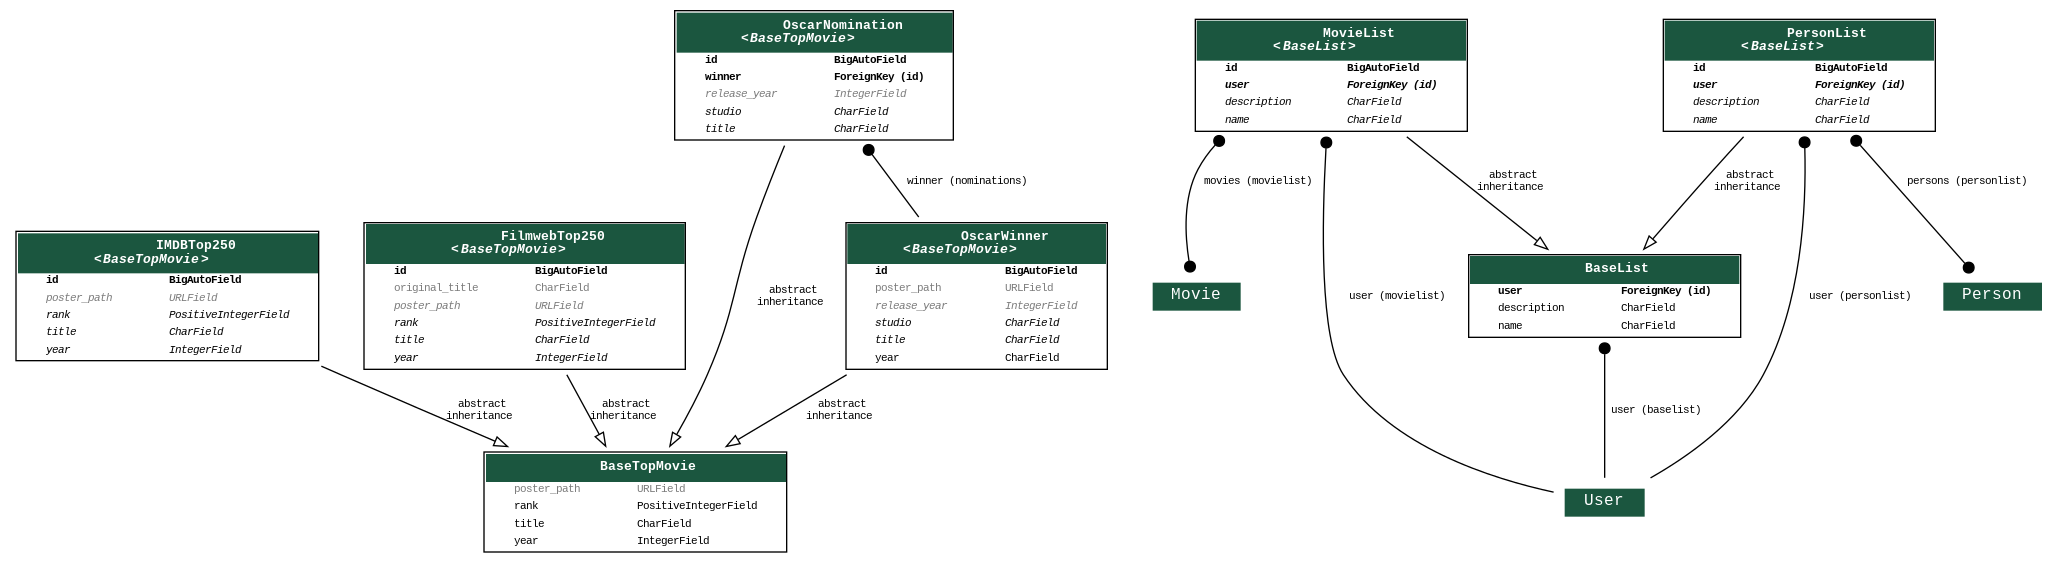 OscarNomination
<BaseTopMovie>
id BigAutoField
winner ForeignKey (id)
release_year IntegerField
studio CharField
title CharField
MovieList
<BaseList>
id BigAutoField
user ForeignKey (id)
description CharField
name CharField
PersonList
<BaseList>
id BigAutoField
user ForeignKey (id)
description CharField
name CharField
winner (nominations)
movies (movielist)
abstract
inheritance
abstract
inheritance
persons (personlist)
IMDBTop250
<BaseTopMovie>
id BigAutoField
poster_path URLField
rank PositiveIntegerField
title CharField
year IntegerField
FilmwebTop250
<BaseTopMovie>
id BigAutoField
original_title CharField
poster_path URLField
rank PositiveIntegerField
title CharField
year IntegerField
abstract
inheritance
OscarWinner
<BaseTopMovie>
id BigAutoField
poster_path URLField
release_year IntegerField
studio CharField
title CharField
year CharField
Movie
user (movielist)
BaseList
user ForeignKey (id)
description CharField
name CharField
user (personlist)
Person
abstract
inheritance
abstract
inheritance
abstract
inheritance
user (baselist)
BaseTopMovie
poster_path URLField
rank PositiveIntegerField
title CharField
year IntegerField
User